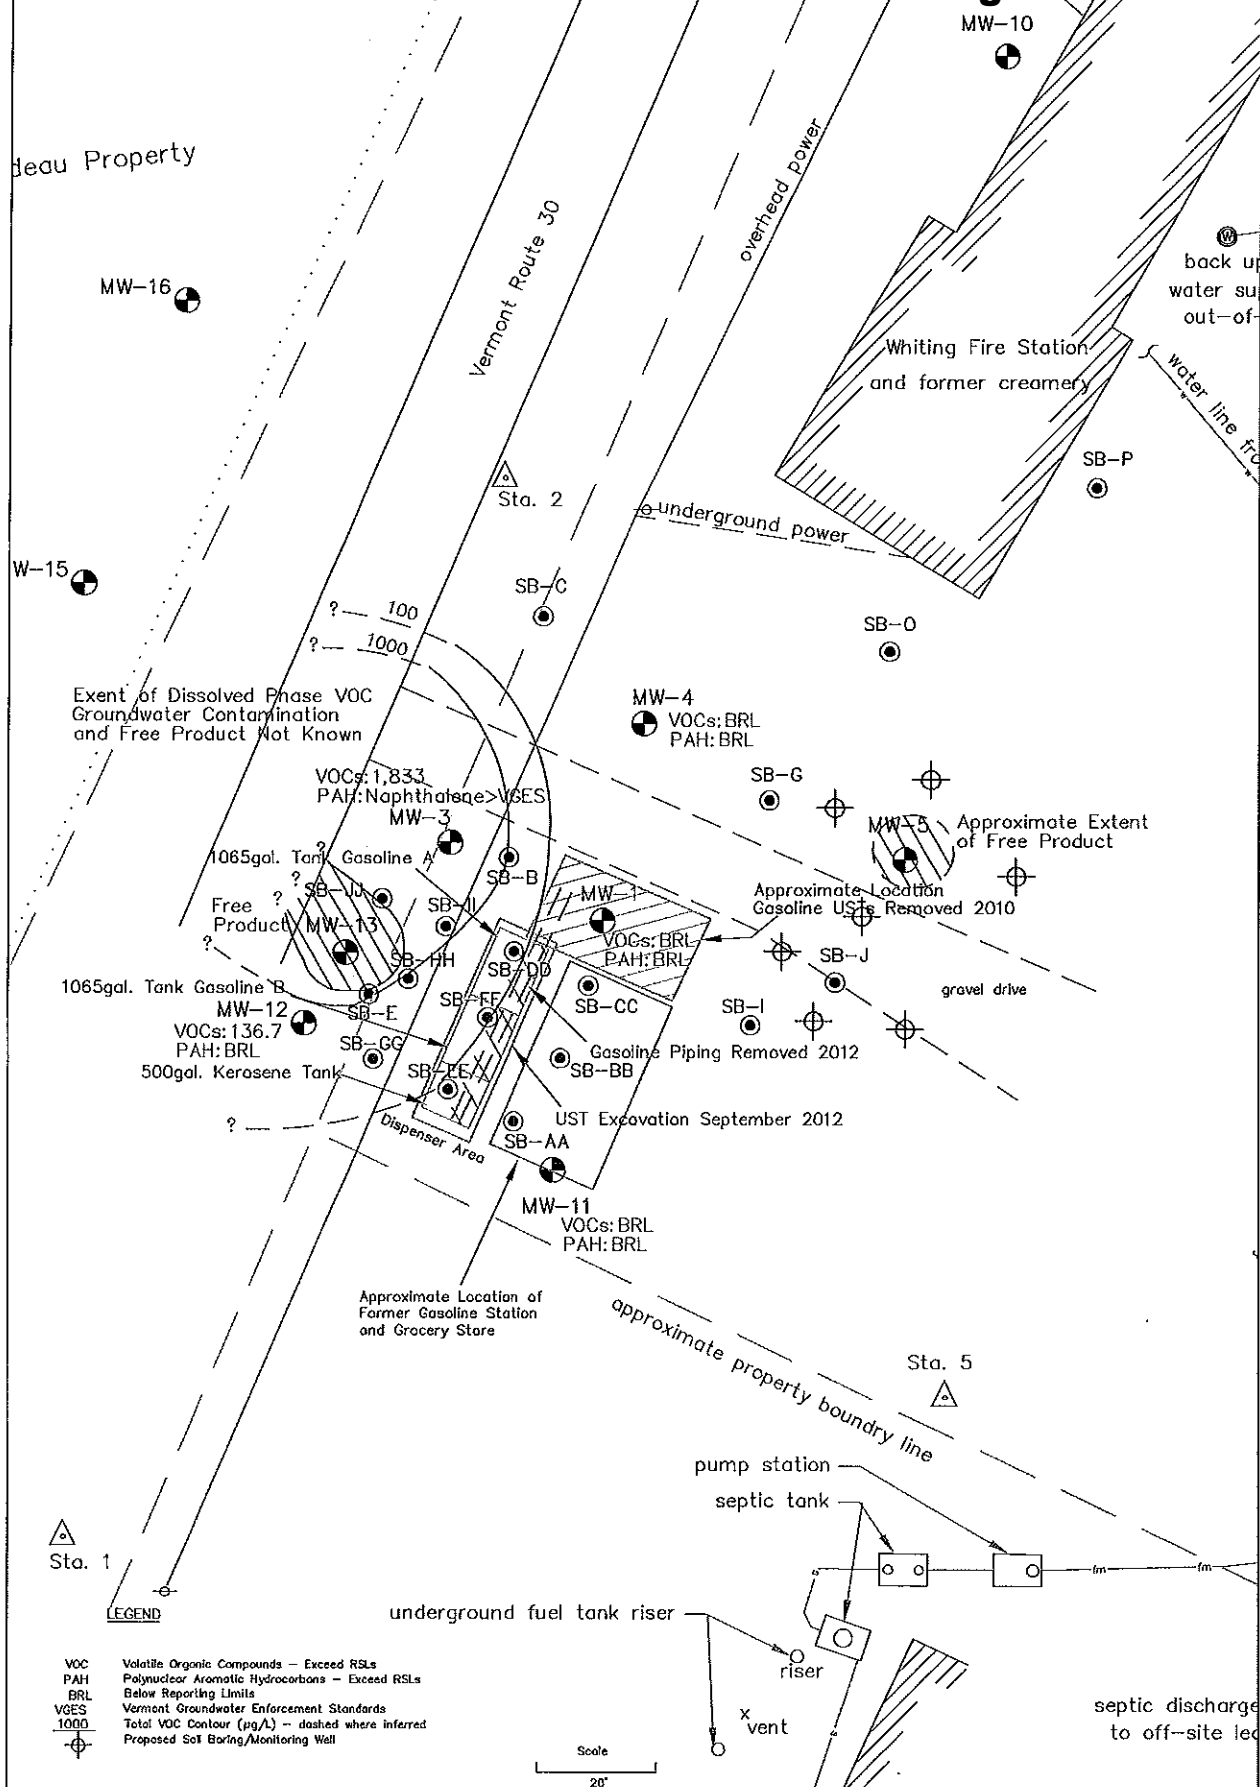 MW-10
deau Property
overhead power
Vermont Route 30
MW-16
back up
water su
out-of-
Whiting Fire Station
and former creamery
water line fro
SB-P
Sta. 2
underground power
W-15
SB-C
? 100
? 1000
SB-O
Exent of Dissolved Phase VOC
Groundwater Contamination
and Free Product Not Known
MW-4
VOCs:BRL
PAH:BRL
VOCs:1,833
PAH:Naphthalene>VGES
MW-3
SB-G
MW-5
Approximate Extent
of Free Product
?
1065gal. Tank Gasoline A
SB-B
?
SB-JJ
?
Free
Product
MW-13
SB-II
MW-1
VOCs:BRL
PAH:BRL
Approximate Location
Gasoline USTs Removed 2010
?
SB-HH
SB-DD
SB-J
gravel drive
1065gal. Tank Gasoline B
SB-E
SB-FF
SB-CC
SB-I
MW-12
VOCs:136.7
PAH:BRL
SB-GG
Gasoline Piping Removed 2012
SB-BB
500gal. Kerosene Tank
SB-EE
UST Excavation September 2012
?
Dispenser Area
SB-AA
MW-11
VOCs:BRL
PAH:BRL
Approximate Location of
Former Gasoline Station
and Grocery Store
approximate property boundry line
Sta. 5
pump station
septic tank
fm fm
Sta. 1
underground fuel tank riser
riser
x
vent
septic discharge
to off-site lea
LEGEND
VOC Volatile Organic Compounds - Exceed RSLs
PAH Polynuclear Aromatic Hydrocarbons - Exceed RSLs
BRL Below Reporting Limits
VGES Vermont Groundwater Enforcement Standards
1000 Total VOC Contour (µg/L) - dashed where inferred
Proposed Soil Boring/Monitoring Well
Scale
20'
W